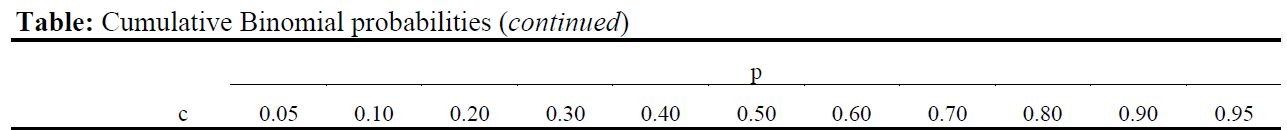 Table: Cumulative Binomial probabilities (continued)
p
c 0.05 0.10 0.20 0.30 0.40 0.50 0.60 0.70 0.80 0.90 0.95